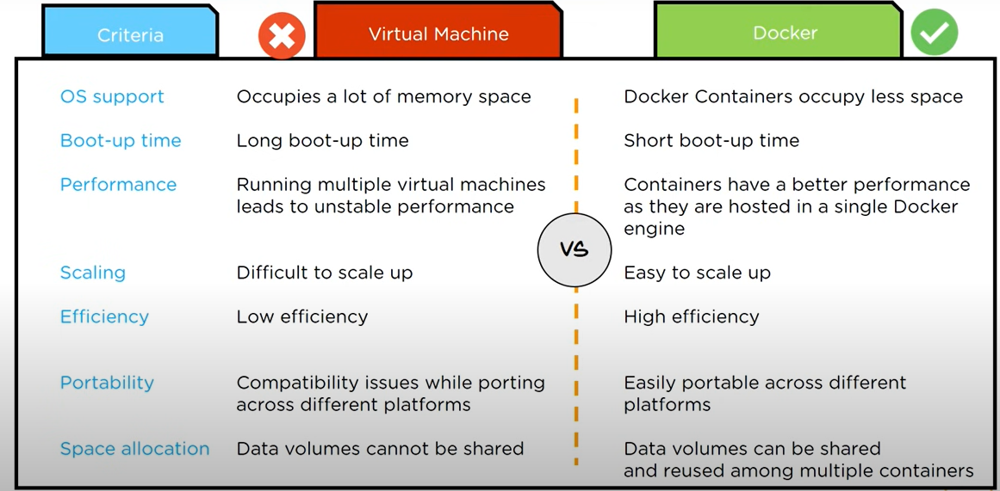 Criteria
Virtual Machine
Docker
OS support
Occupies a lot of memory space
Docker Containers occupy less space
Boot-up time
Long boot-up time
Short boot-up time
Performance
Running multiple virtual machines
leads to unstable performance
Containers have a better performance
as they are hosted in a single Docker
engine
vs
Scaling
Difficult to scale up
Easy to scale up
Efficiency
Low efficiency
High efficiency
Portability
Compatibility issues while porting
across different platforms
Easily portable across different
platforms
Space allocation
Data volumes cannot be shared
Data volumes can be shared
and reused among multiple containers